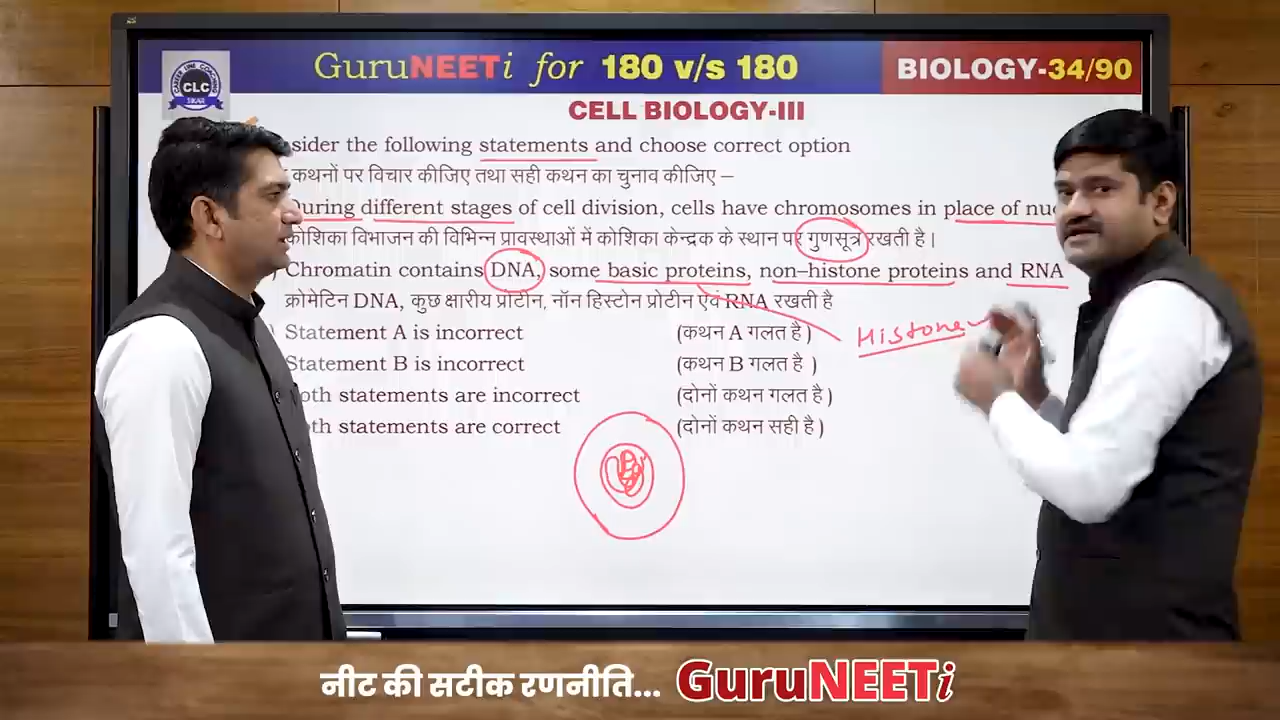 GuruNEETi for 180 v/s 180
BIOLOGY-34/90
CAREER LINE COACHING
CLC
SIKAR
CELL BIOLOGY-III
sider the following statements and choose correct option
कथनों पर विचार कीजिए तथा सही कथन का चुनाव कीजिए –
During different stages of cell division, cells have chromosomes in place of nu
कोशिका विभाजन की विभिन्न प्रावस्थाओं में कोशिका केन्द्रक के स्थान पर गुणसूत्र रखती है।
Chromatin contains DNA, some basic proteins, non–histone proteins and RNA
क्रोमेटिन DNA, कुछ क्षारीय प्रोटीन, नॉन हिस्टोन प्रोटीन एवं RNA रखती है
Histone
Statement A is incorrect (कथन A गलत है )
Statement B is incorrect (कथन B गलत है )
oth statements are incorrect (दोनों कथन गलत है )
oth statements are correct (दोनों कथन सही है )
नीट की सटीक रणनीति... GuruNEETi